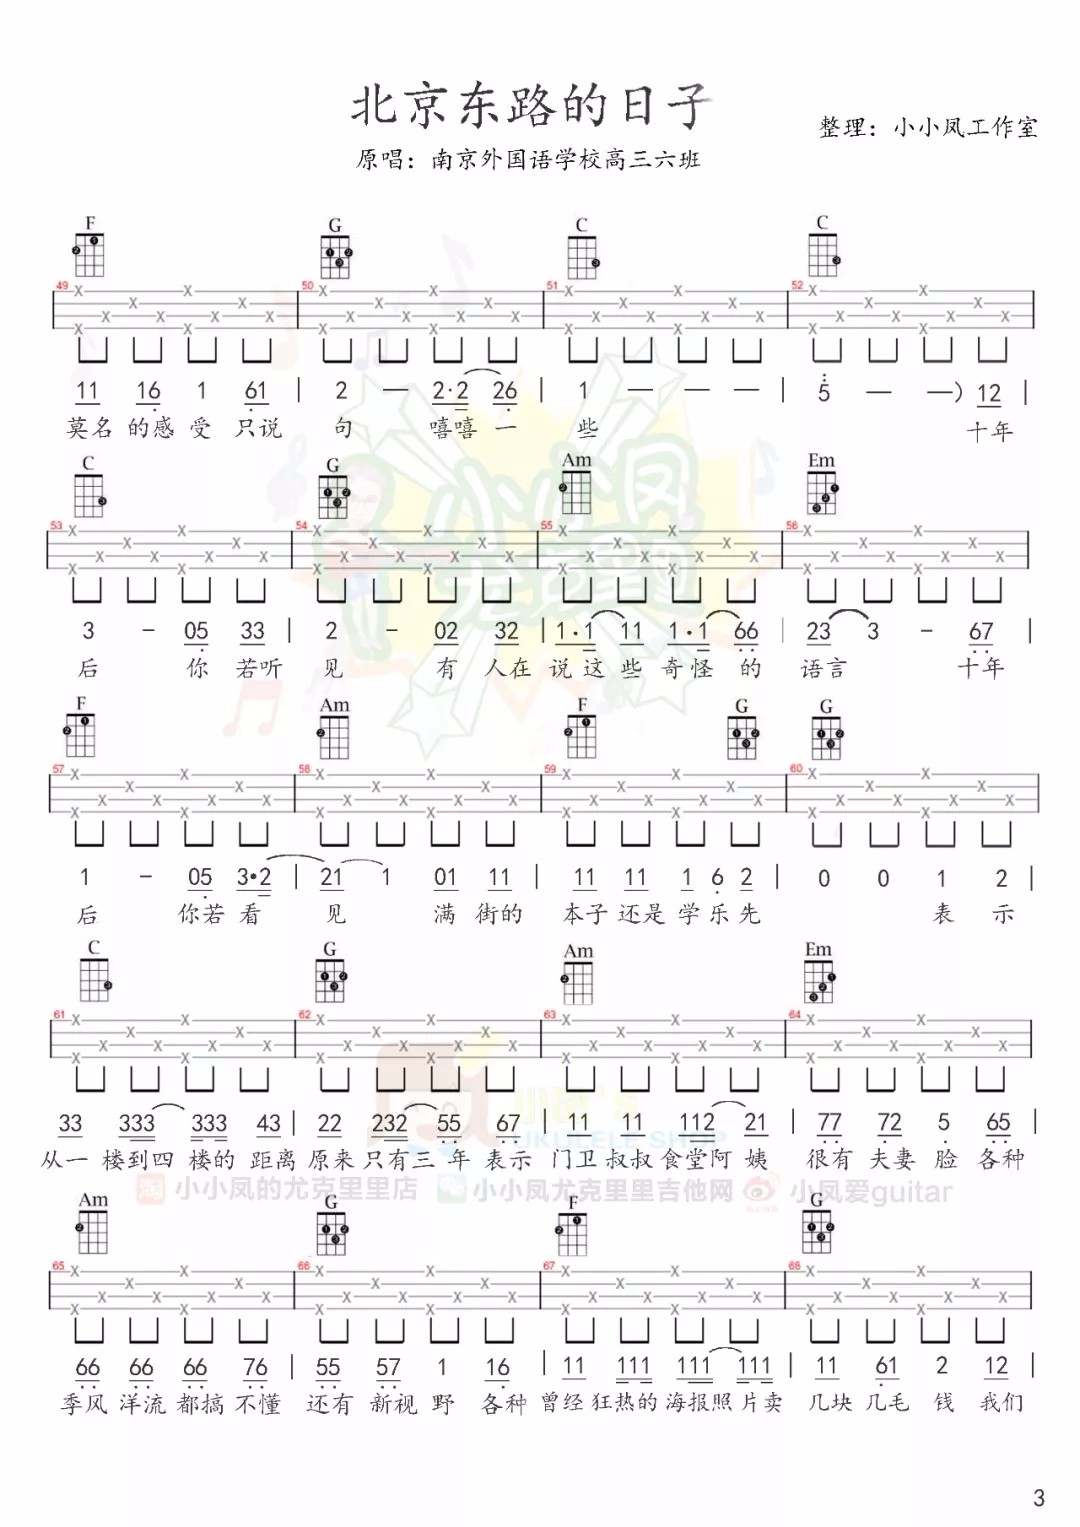 北京东路的日子
整理：小小凤工作室
原唱：南京外国语学校高三六班
F G C C
49 50 51 52
11 16 1 61 | 2 — 2·2 26 | 1 — — — | 5 — —) 12 |
莫名 的感 受 只说 句 嘻嘻 一 些 十年
C G Am Em
53 54 55 56
3 - 05 33 | 2 - 02 32 | 1·1 11 1·1 66 | 23 3 - 67 |
后 你 若听 见 有 人在 说这些 奇怪 的 语言 十年
F Am F G G
57 58 59 60
1 - 05 3·2 | 21 1 01 11 | 11 11 1 6 2 | 0 0 1 2 |
后 你若 看 见 满 街的 本子 还是 学乐先 表 示
C G Am Em
61 62 63 64
33 333 333 43 | 22 232 55 67 | 11 11 112 21 | 77 72 5 65 |
从一 楼到四 楼的 距离 原来 只有三 年 表示 门卫 叔叔 食堂阿 姨 很有 夫妻 脸 各种
小凤's
UKULELE SHOP
淘 小小凤的尤克里里店 小小凤尤克里里吉他网 小凤爱guitar
Am G F G
65 66 67 68
66 66 66 76 | 55 57 1 16 | 11 111 111 111 | 11 61 2 12 |
季风 洋流 都搞 不懂 还有 新视 野 各种 曾经 狂热的 海报照 片卖 几块 几毛 钱 我们
3